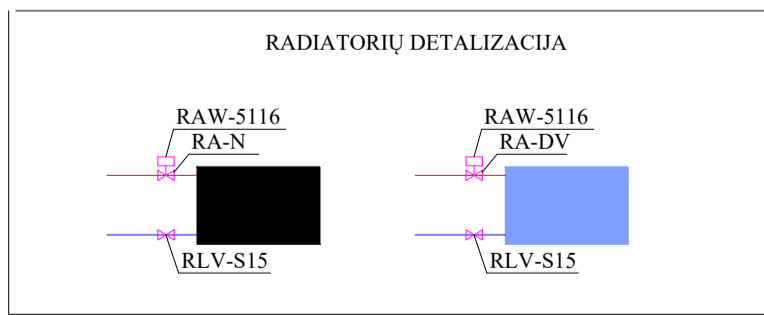 RADIATORIŲ DETALIZACIJA
RAW-5116
RA-N
RLV-S15
RAW-5116
RA-DV
RLV-S15